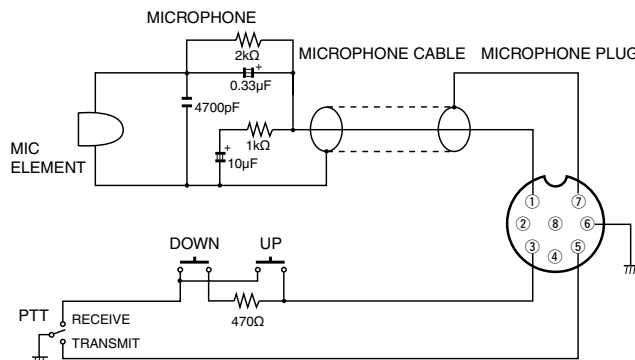 MICROPHONE
2kΩ
MICROPHONE CABLE
MICROPHONE PLUG
+
0.33µF
4700pF
MIC
ELEMENT
+
1kΩ
10µF
1
7
2
8
6
3
4
5
DOWN
UP
470Ω
PTT
RECEIVE
TRANSMIT